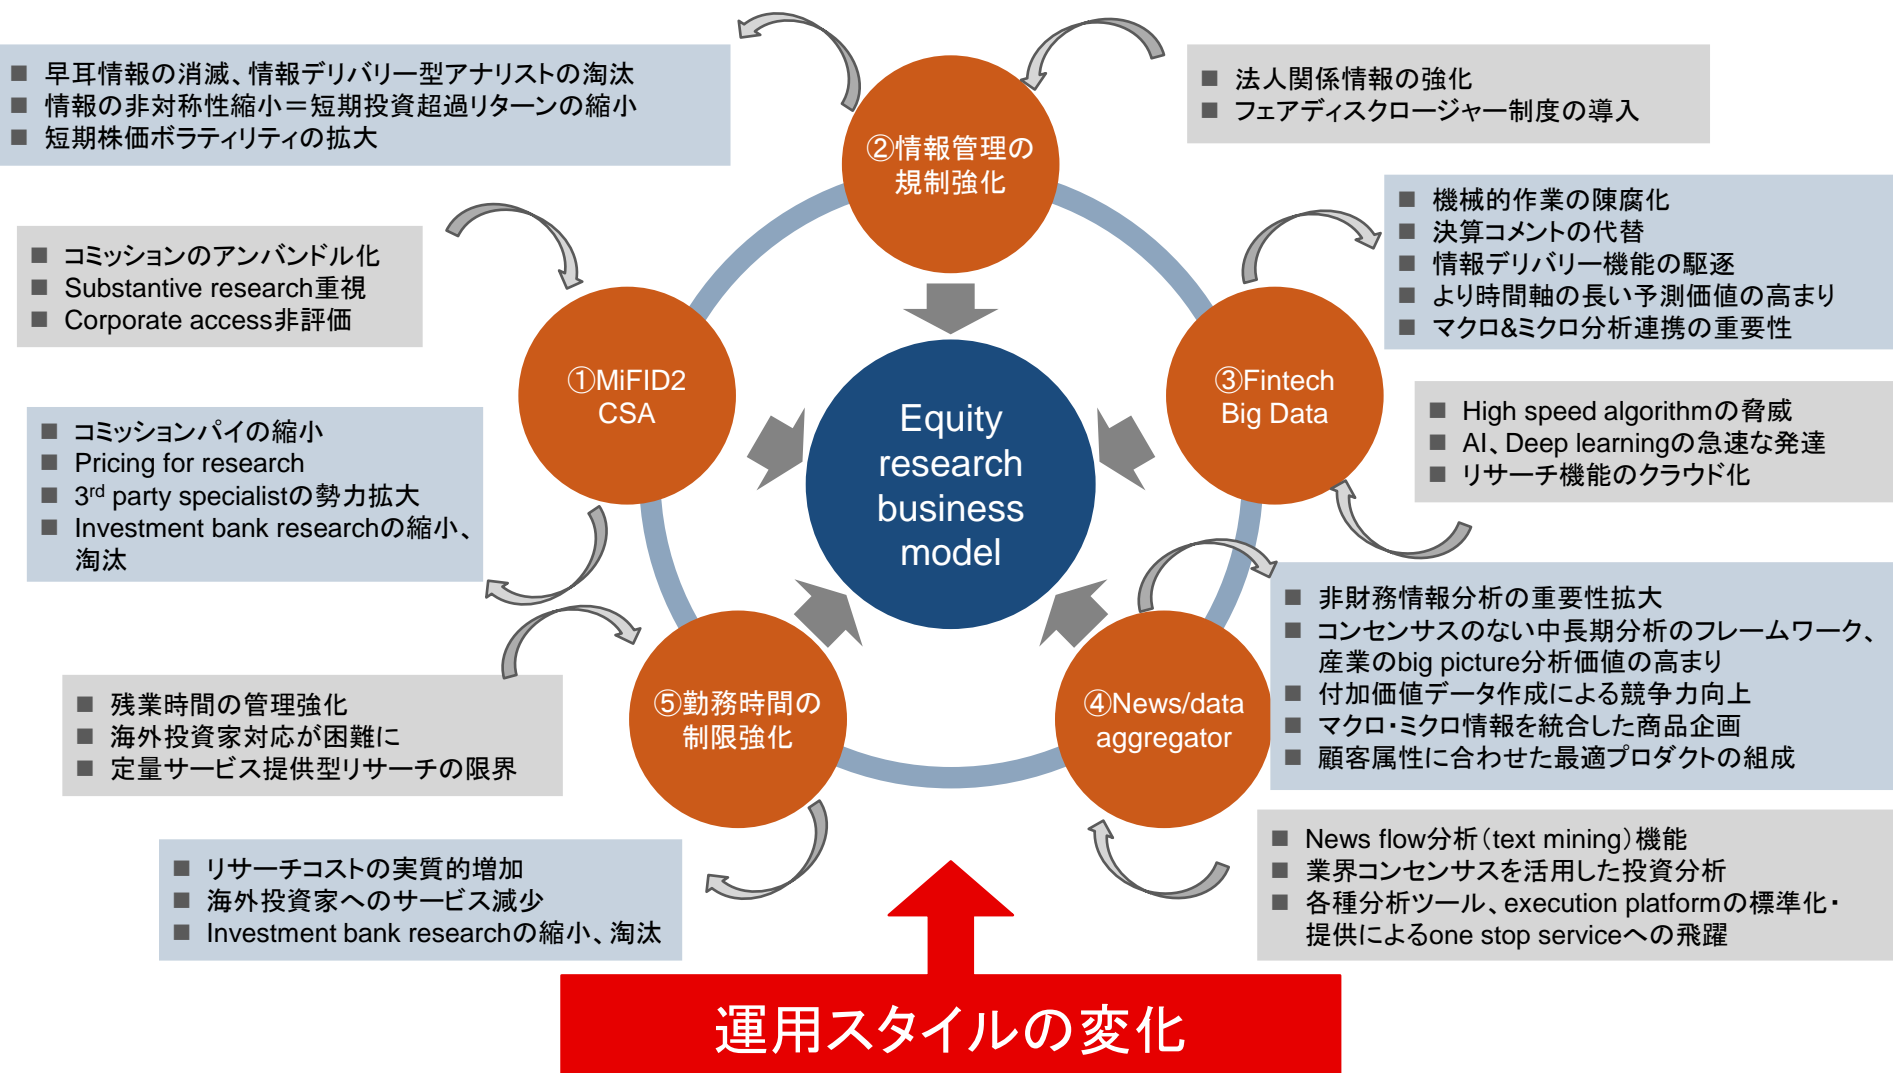 早耳情報の消滅、情報デリバリー型アナリストの淘汰
情報の非対称性縮小＝短期投資超過リターンの縮小
短期株価ボラティリティの拡大
法人関係情報の強化
フェアディスクロージャー制度の導入
②情報管理の
規制強化
機械的作業の陳腐化
決算コメントの代替
情報デリバリー機能の駆逐
より時間軸の長い予測価値の高まり
マクロ&ミクロ分析連携の重要性
コミッションのアンバンドル化
Substantive research重視
Corporate access非評価
①MiFID2
CSA
③Fintech
Big Data
High speed algorithmの脅威
AI、Deep learningの急速な発達
リサーチ機能のクラウド化
コミッションパイの縮小
Pricing for research
3rd party specialistの勢力拡大
Investment bank researchの縮小、
淘汰
Equity
research
business
model
非財務情報分析の重要性拡大
コンセンサスのない中長期分析のフレームワーク、
産業のbig picture分析価値の高まり
付加価値データ作成による競争力向上
マクロ・ミクロ情報を統合した商品企画
顧客属性に合わせた最適プロダクトの組成
残業時間の管理強化
海外投資家対応が困難に
定量サービス提供型リサーチの限界
⑤勤務時間の
制限強化
④News/data
aggregator
News flow分析（text mining）機能
業界コンセンサスを活用した投資分析
各種分析ツール、execution platformの標準化・
提供によるone stop serviceへの飛躍
リサーチコストの実質的増加
海外投資家へのサービス減少
Investment bank researchの縮小、淘汰
運用スタイルの変化